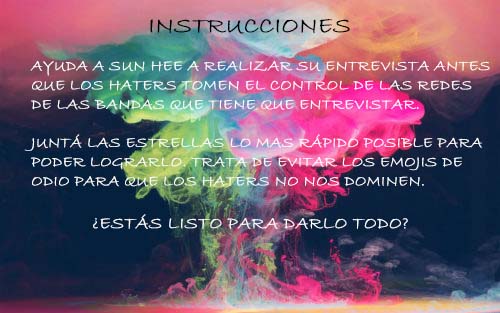 INSTRUCCIONES
AYUDA A SUN HEE A REALIZAR SU ENTREVISTA ANTES
QUE LOS HATERS TOMEN EL CONTROL DE LAS REDES
DE LAS BANDAS QUE TIENE QUE ENTREVISTAR.
JUNTÁ LAS ESTRELLAS LO MAS RÁPIDO POSIBLE PARA
PODER LOGRARLO. TRATA DE EVITAR LOS EMOJIS DE
ODIO PARA QUE LOS HATERS NO NOS DOMINEN.
¿ESTÁS LISTO PARA DARLO TODO?